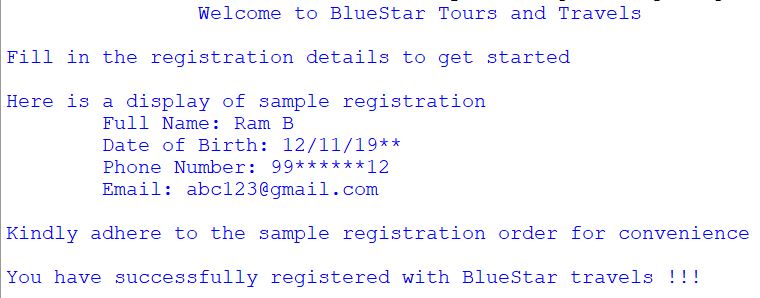 Welcome to BlueStar Tours and Travels
Fill in the registration details to get started
Here is a display of sample registration
Full Name: Ram B
Date of Birth: 12/11/19**
Phone Number: 99******12
Email: abc123@gmail.com
Kindly adhere to the sample registration order for convenience
You have successfully registered with BlueStar travels !!!